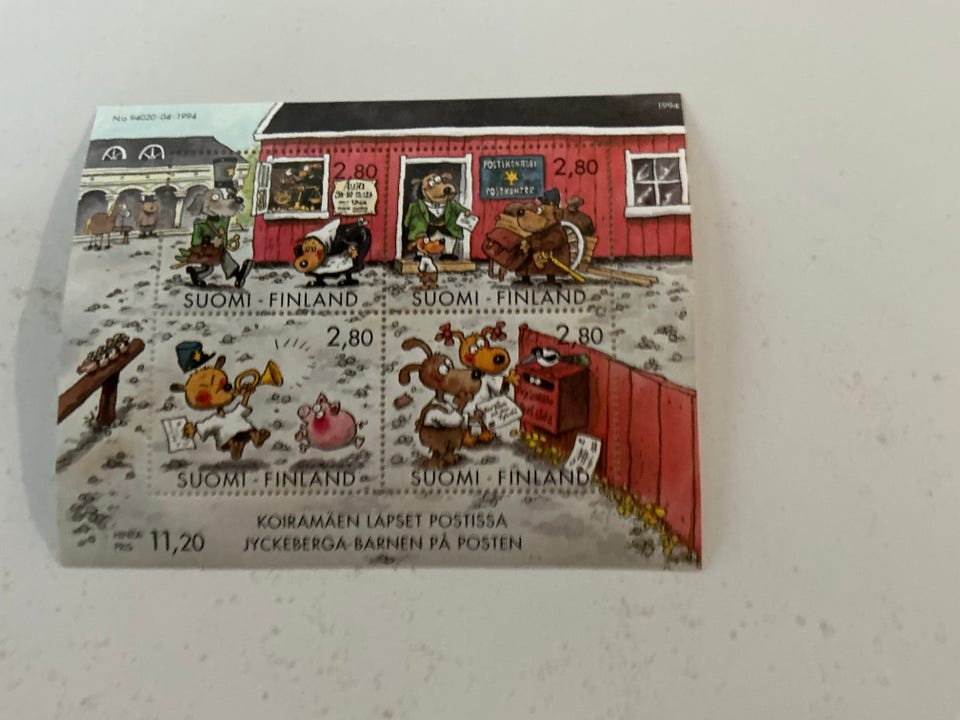 N:o 94020-04-1994
1994
2.80
2.80
POSTIKONTTORI
POSTKONTOR
SUOMI - FINLAND
SUOMI - FINLAND
2,80
2,80
SUOMI - FINLAND
SUOMI - FINLAND
KOIRAMÄEN LAPSET POSTISSA
HINTA
PRIS 11,20
JYCKEBERGA-BARNEN PÅ POSTEN